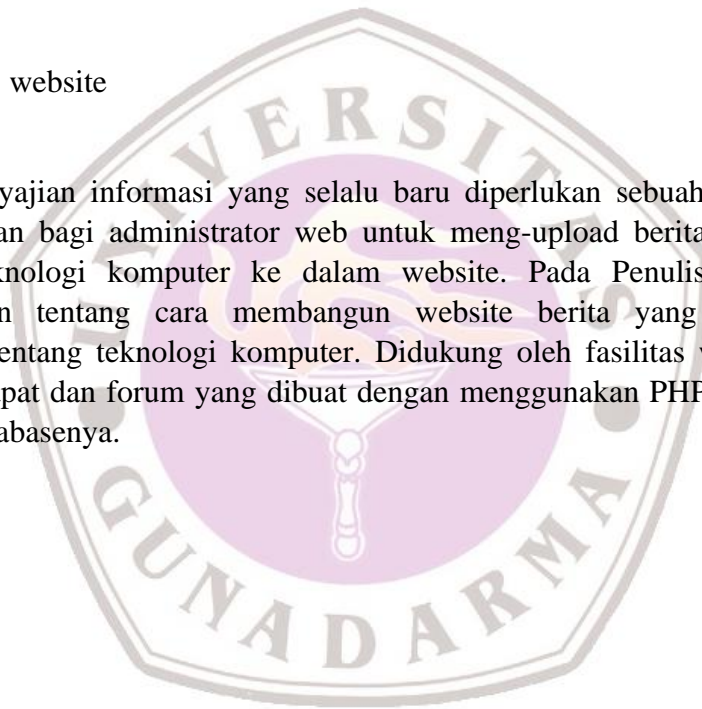 website
yajian informasi yang selalu baru diperlukan sebuah
an bagi administrator web untuk meng-upload berita
knologi komputer ke dalam website. Pada Penulis
n tentang cara membangun website berita yang
entang teknologi komputer. Didukung oleh fasilitas
apat dan forum yang dibuat dengan menggunakan PHP
abasenya.
UNIVERSITAS
GUNADARMA